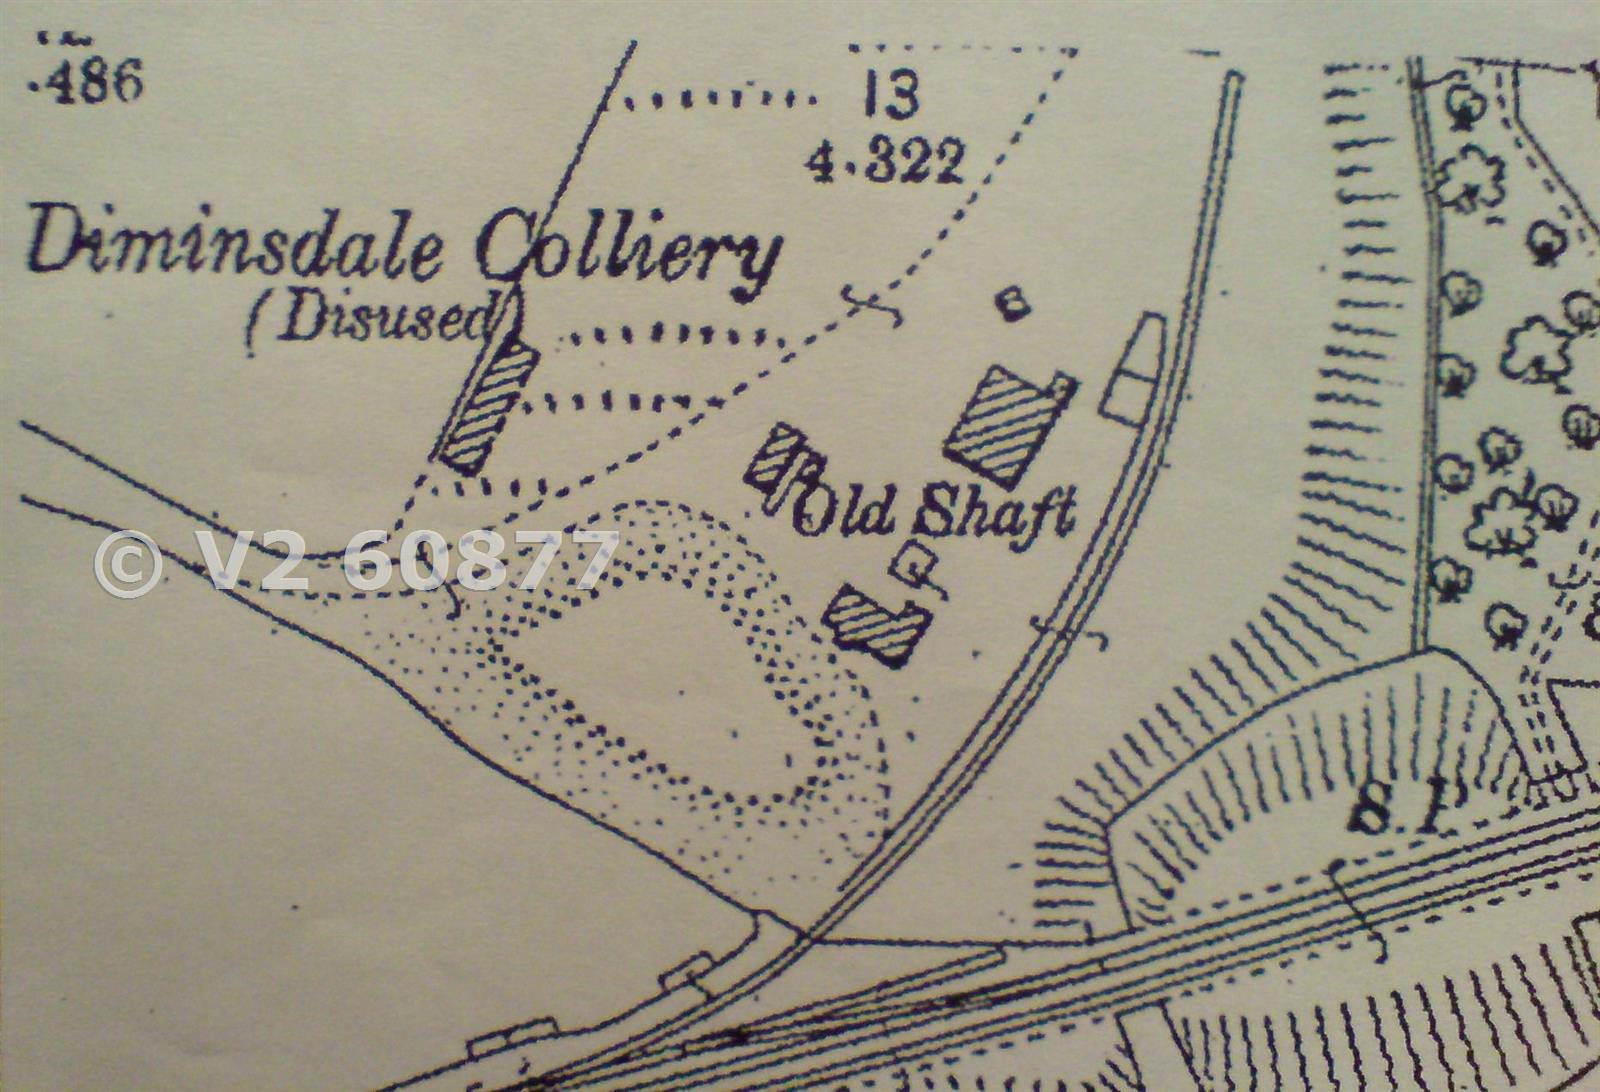 .486
13
4.322
Diminsdale Colliery
(Disused)
Old Shaft
© V2 60877
S.P